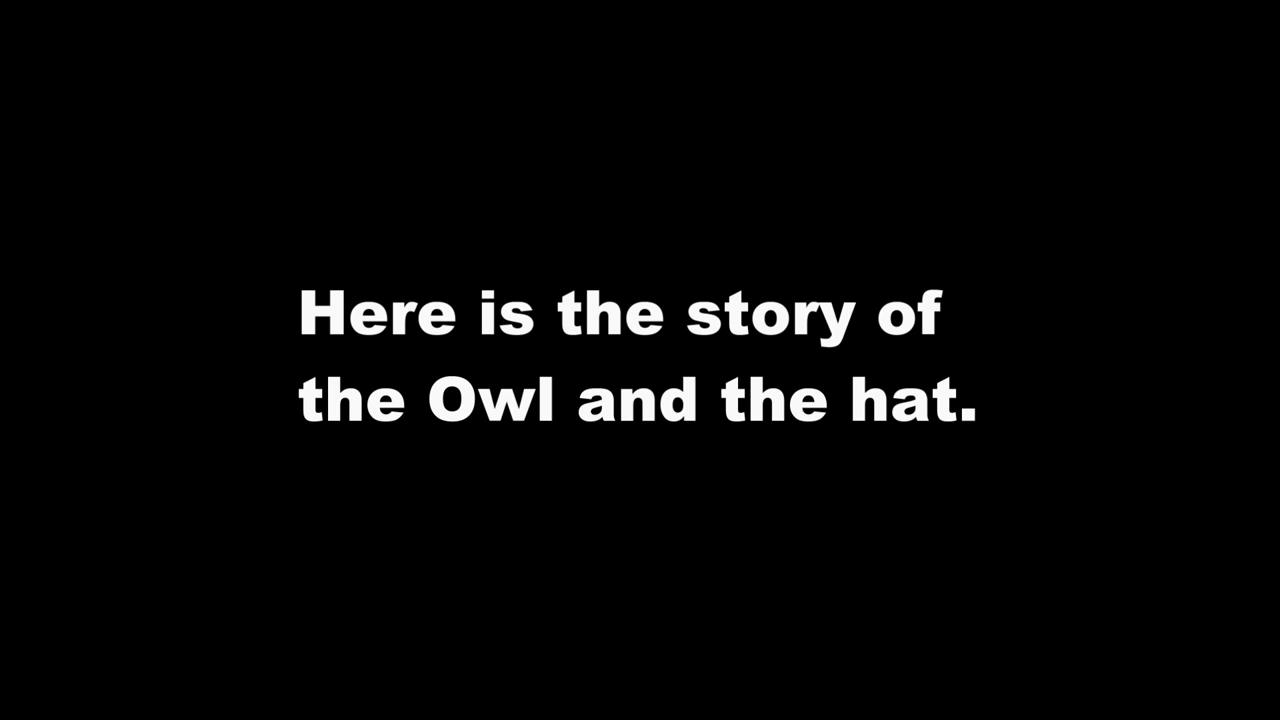 Here is the story of
the Owl and the hat.